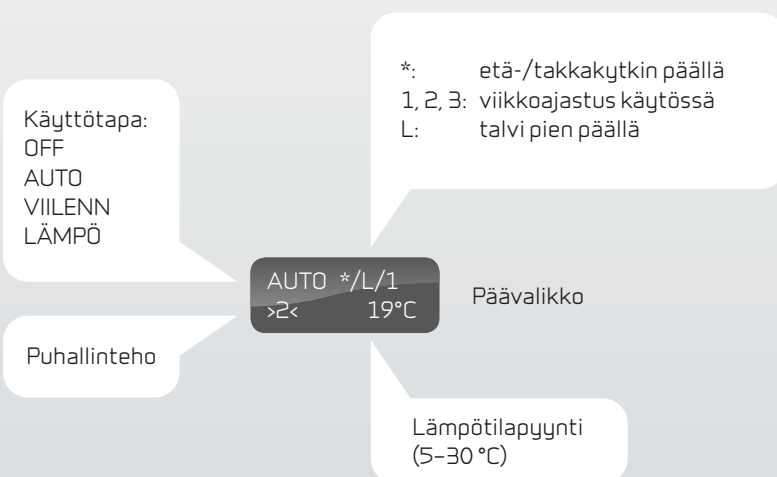 *: etä-/takkakytkin päällä
1, 2, 3: viikkoajastus käytössä
L: talvi pien päällä
Käyttötapa:
OFF
AUTO
VIILENN
LÄMPÖ
AUTO */L/1
>2< 19°C
Päävalikko
Puhallinteho
Lämpötilapyynti
(5–30 °C)